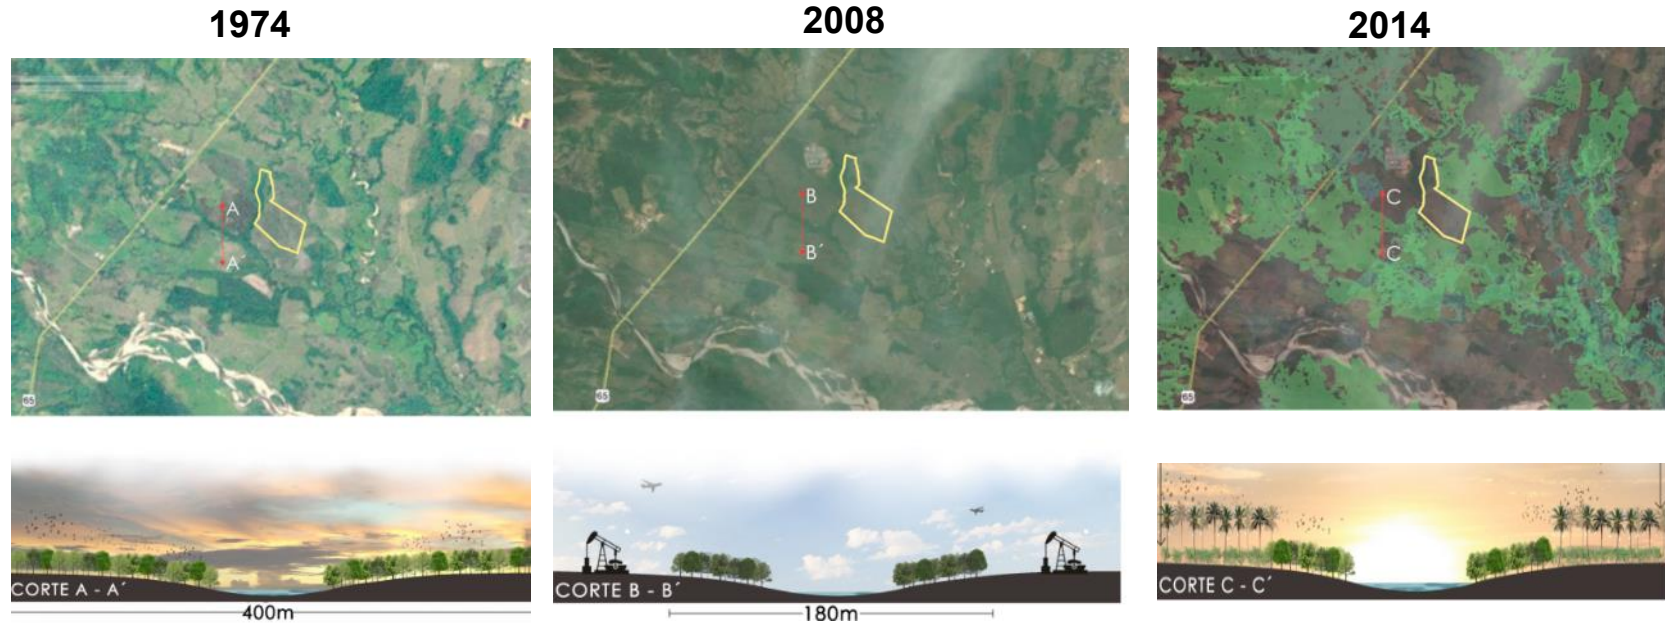 1974
2008
2014
A
A´
65
B
B´
65
C
C´
65
CORTE A - A´
400m
CORTE B - B´
180m
CORTE C - C´